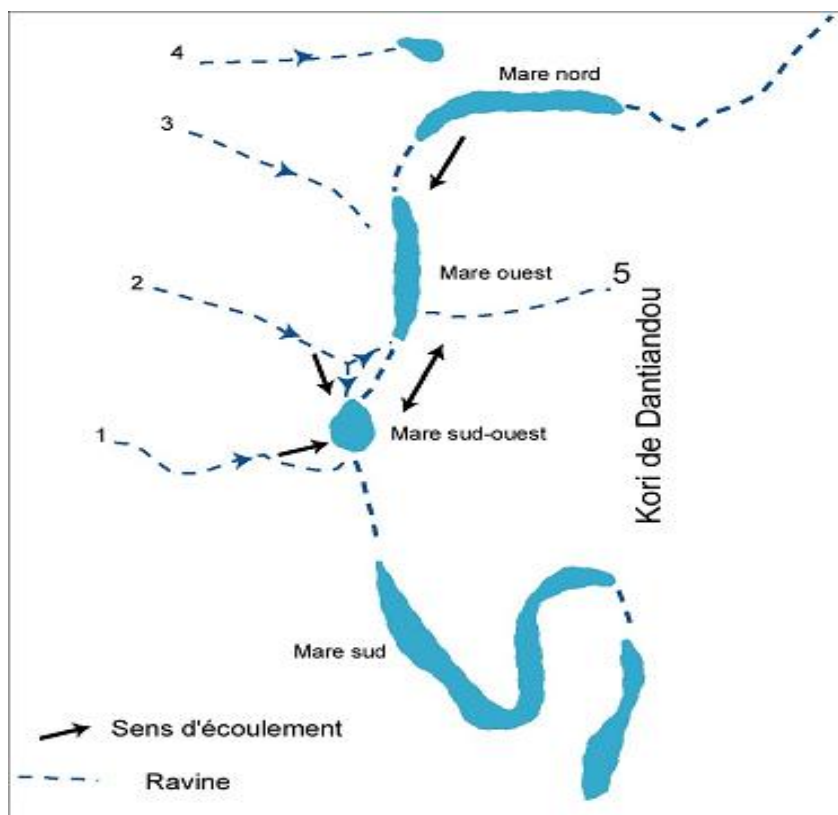 4
Mare nord
3
Mare ouest
5
2
Kori de Dantiandou
1
Mare sud-ouest
Mare sud
Sens d'écoulement
Ravine